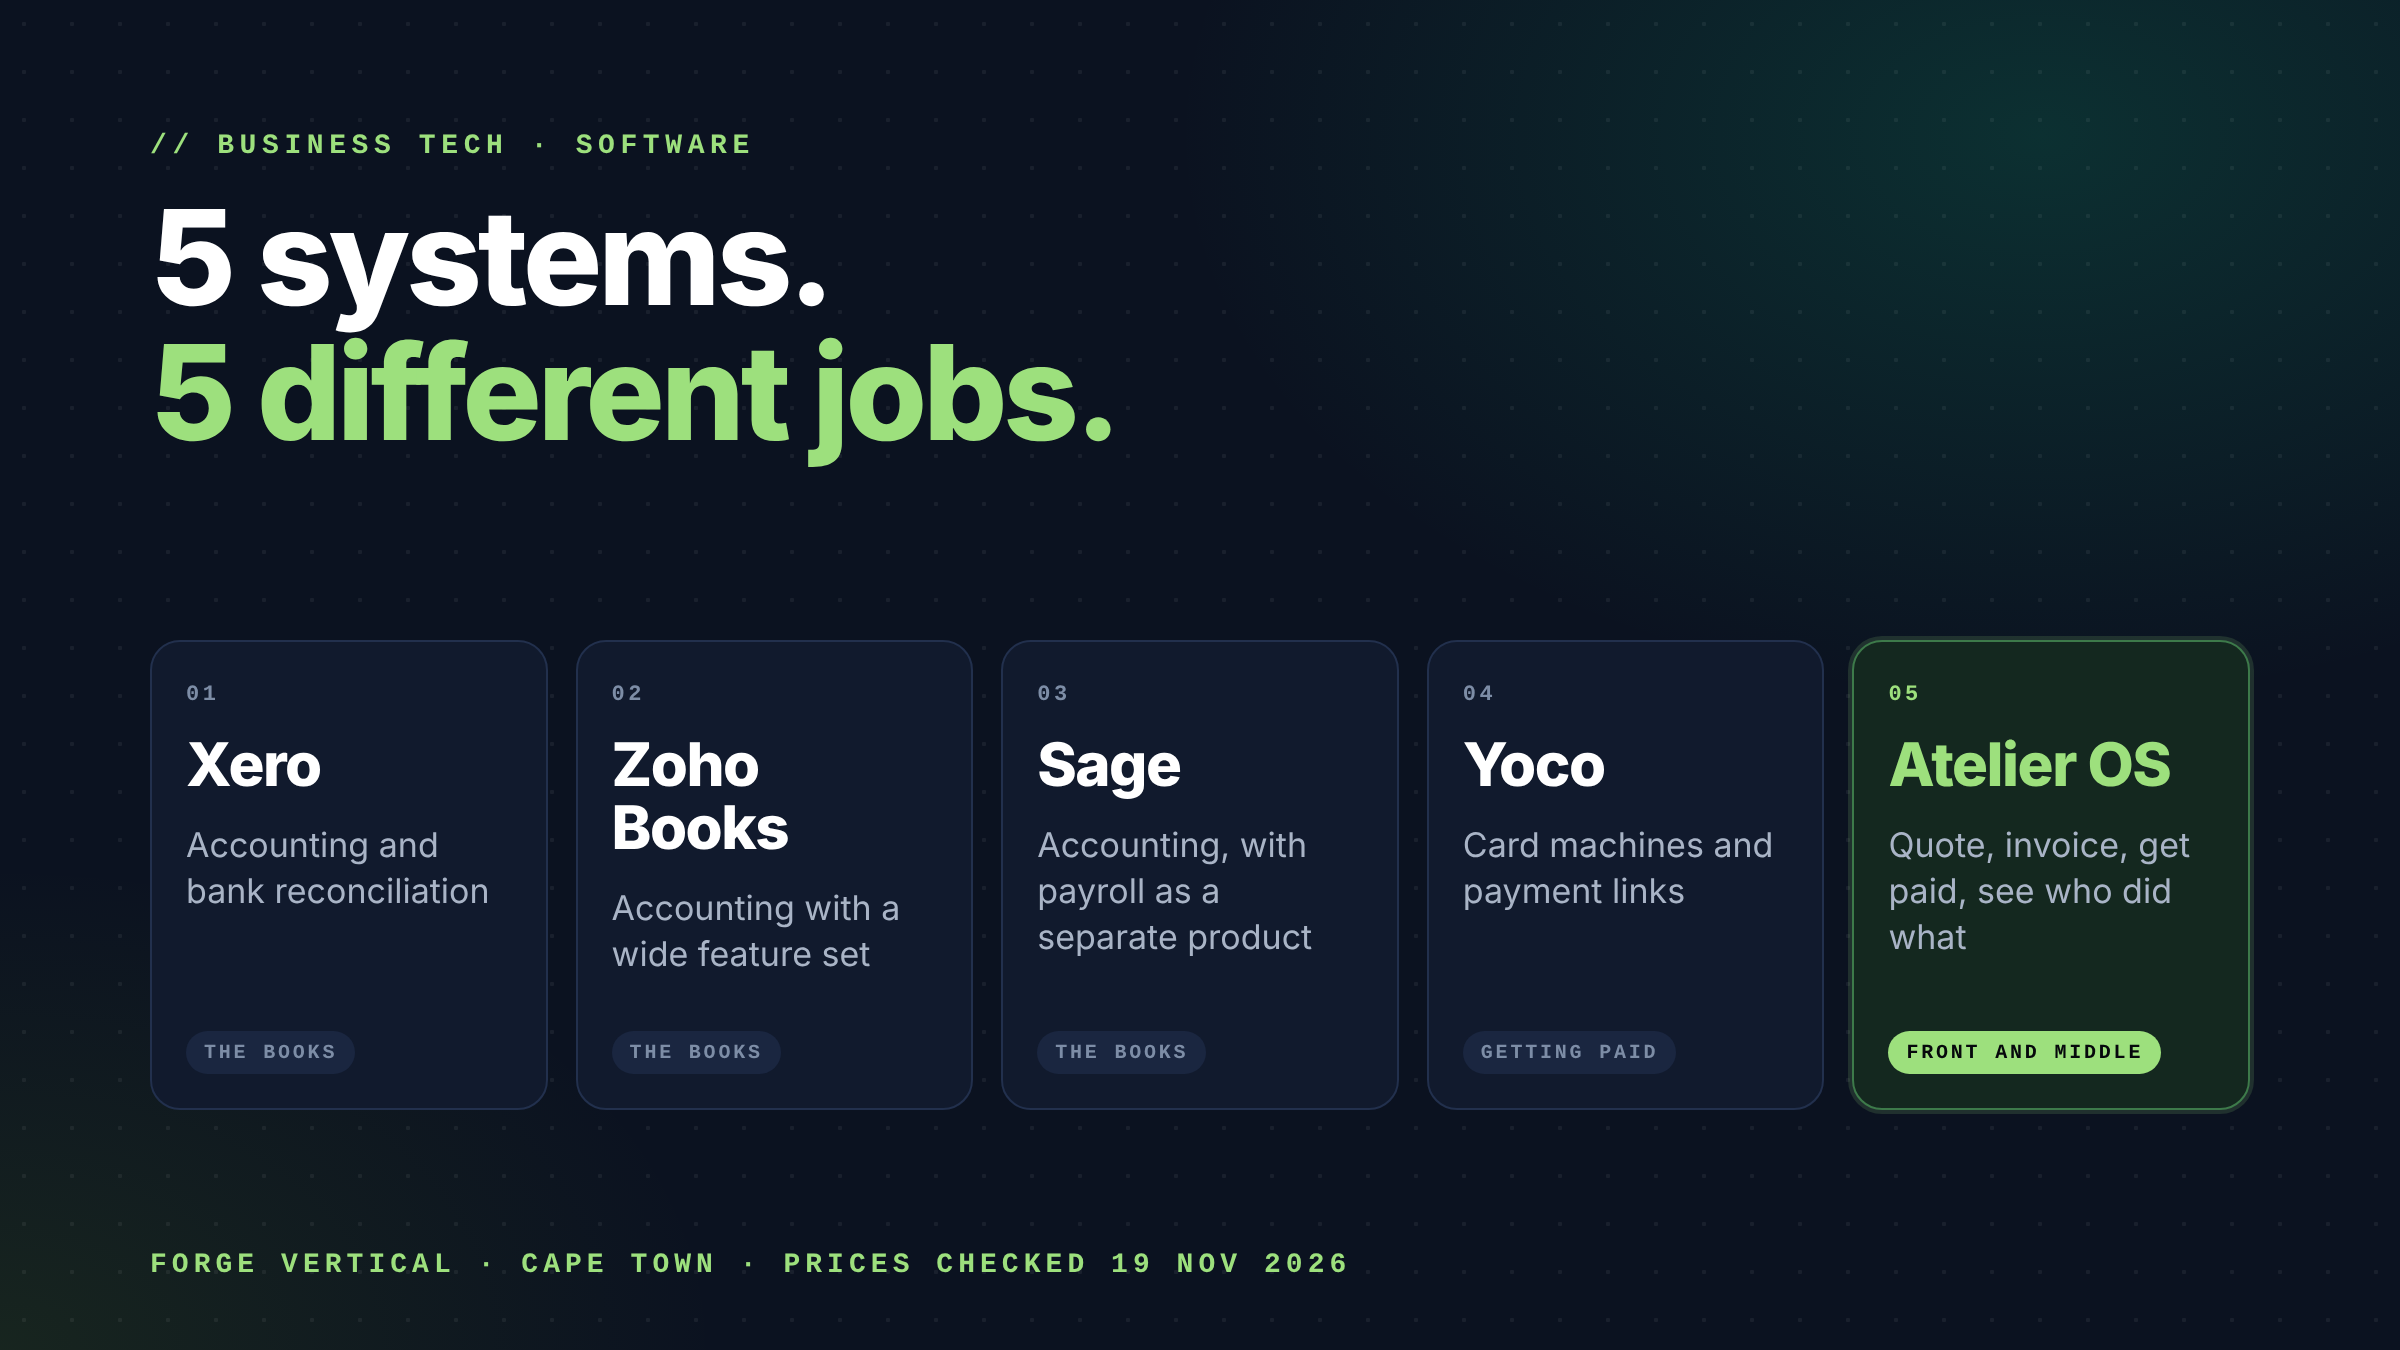 // BUSINESS TECH · SOFTWARE
5 systems.
5 different jobs.
01
Xero
Accounting and
bank reconciliation
THE BOOKS
02
Zoho
Books
Accounting with a
wide feature set
THE BOOKS
03
Sage
Accounting, with
payroll as a
separate product
THE BOOKS
04
Yoco
Card machines and
payment links
GETTING PAID
05
Atelier OS
Quote, invoice, get
paid, see who did
what
FRONT AND MIDDLE
FORGE VERTICAL · CAPE TOWN · PRICES CHECKED 19 NOV 2026